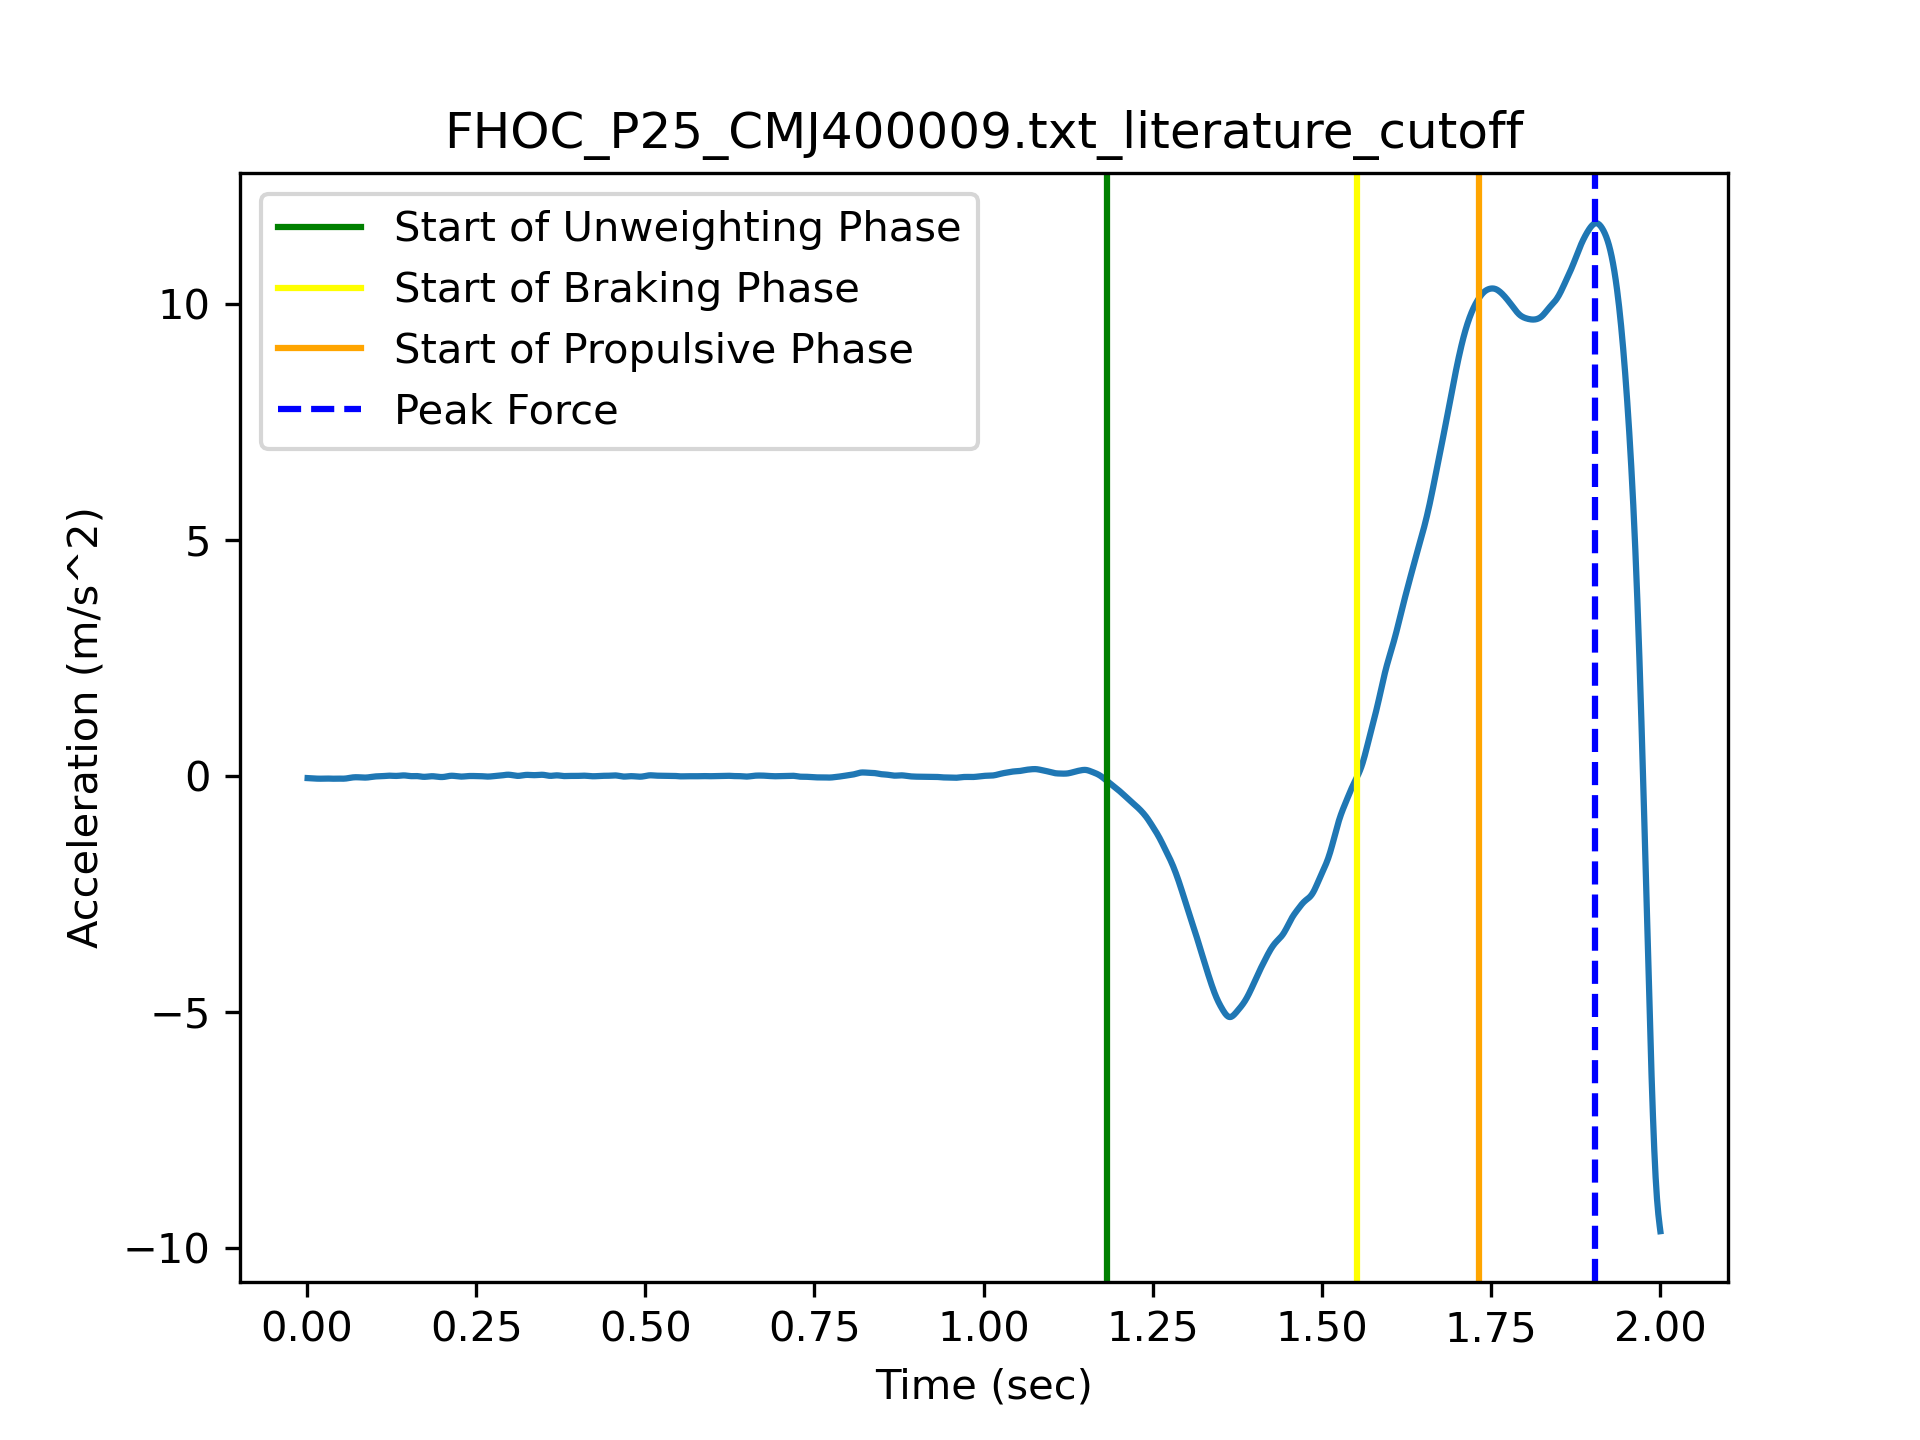 FHOC_P25_CMJ400009.txt_literature_cutoff
Start of Unweighting Phase
Start of Braking Phase
Start of Propulsive Phase
Peak Force
Acceleration (m/s^2)
10
5
0
−5
−10
0.00 0.25 0.50 0.75 1.00 1.25 1.50 1.75 2.00
Time (sec)